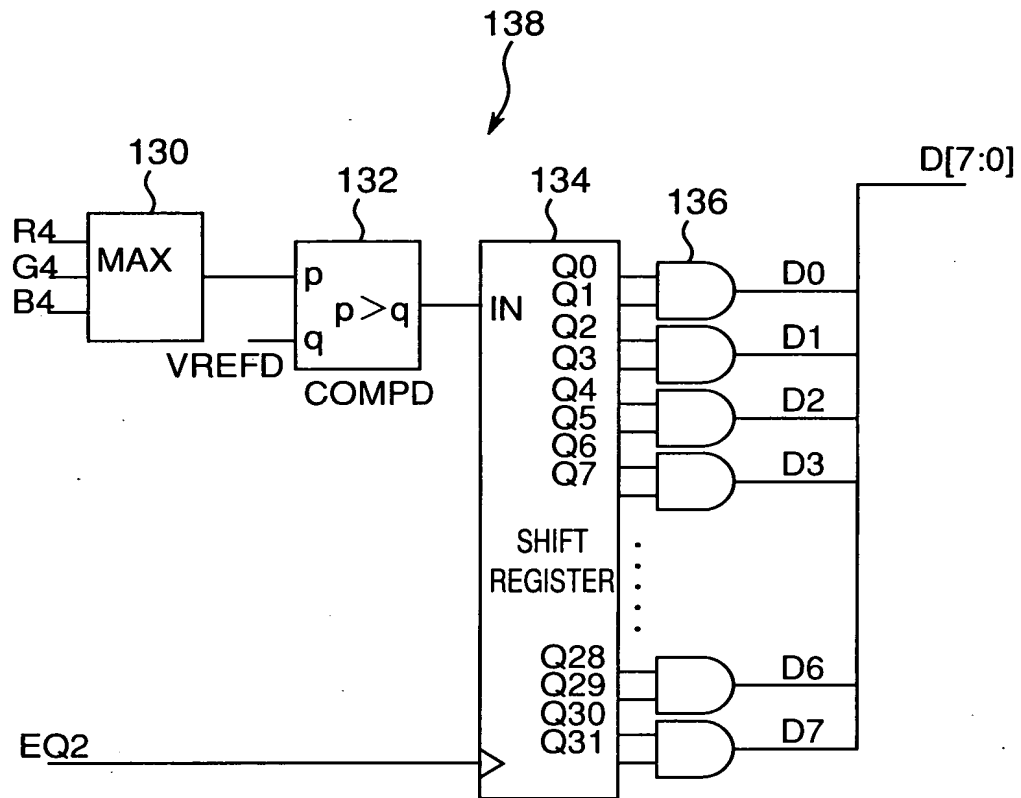 138
130
132
134
136
D[7:0]
R4
G4
B4
MAX
p
q
p>q
VREFD
COMPD
IN
Q0
Q1
Q2
Q3
Q4
Q5
Q6
Q7
D0
D1
D2
D3
SHIFT
REGISTER
Q28
Q29
Q30
Q31
D6
D7
EQ2